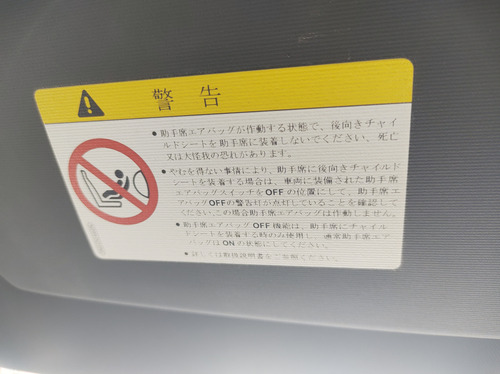 警告
● 助手席エアバッグが作動する状態で、後向きチャイ
ルドシートを助手席に装着しないでください。死亡
又は大怪我の恐れがあります。
● やむを得ない事情により、助手席に後向きチャイルド
シートを装着する場合は、車両に装備された助手席
エアバッグスイッチをOFFの位置にして、助手席エ
アバッグOFFの警告灯が点灯していることを確認して
ください。この場合助手席エアバッグは作動しません。
● 助手席エアバッグOFF機能は、助手席にチャイル
ドシートを装着する時のみ使用し、通常助手席エア
バッグはONの状態にしてください。
● 詳しくは取扱説明書をご参照ください。